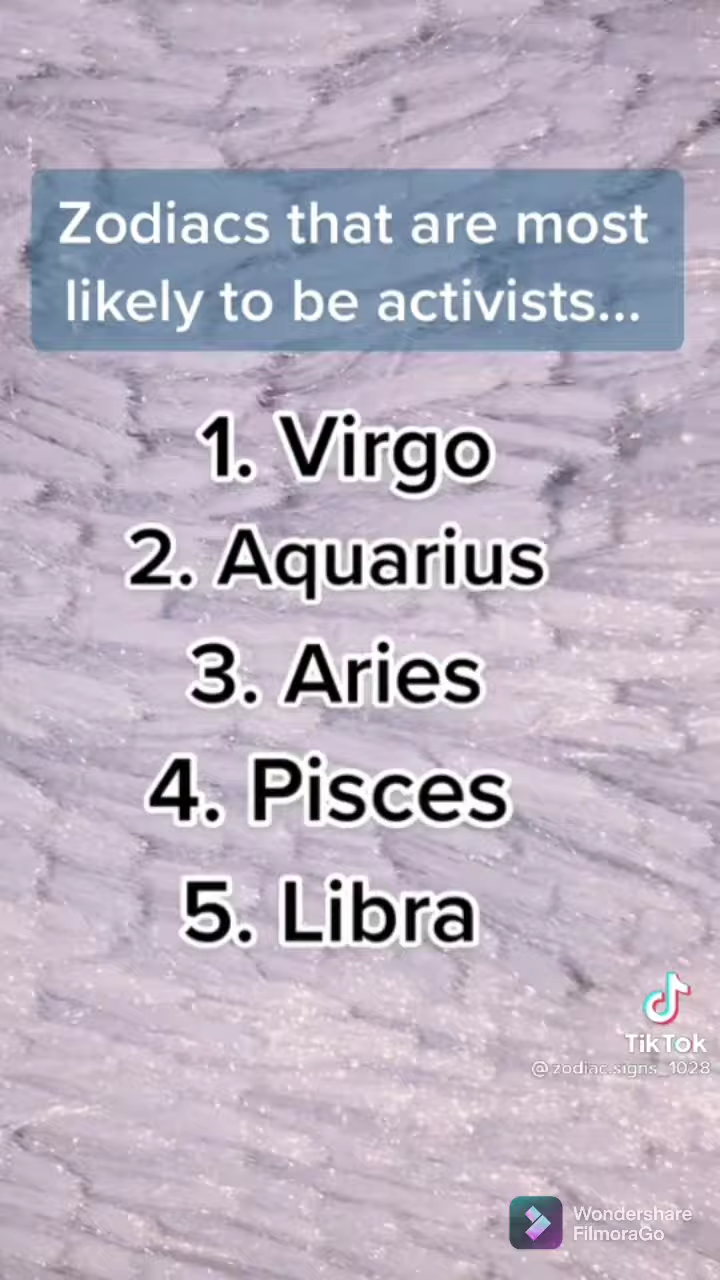 Zodiacs that are most
likely to be activists...
1. Virgo
2. Aquarius
3. Aries
4. Pisces
5. Libra
TikTok
@zodiac.signs_1028
Wondershare
FilmoraGo